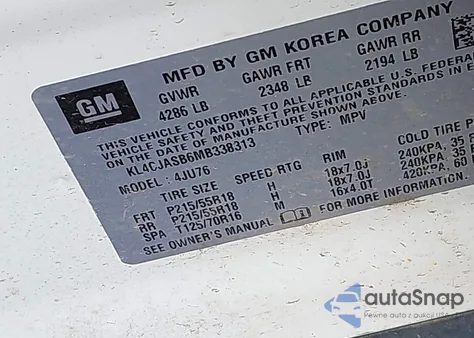 GM
MFD BY GM KOREA COMPANY
GVWR GAWR FRT GAWR RR
4286 LB 2348 LB 2194 LB
THIS VEHICLE CONFORMS TO ALL APPLICABLE U.S. FEDERAL
VEHICLE SAFETY AND THEFT PREVENTION STANDARDS IN E
ON THE DATE OF MANUFACTURE SHOWN ABOVE.
KL4CJASB6MB338313 TYPE: MPV
MODEL: 4JU76
TIRE SIZE SPEED RTG RIM COLD TIRE P
FRT P215/55R18 H 18x7.0J 240KPA, 35 P
RR P215/55R18 H 18x7.0J 240KPA, 35 P
SPA T125/70R16 M 16x4.0T 420KPA, 60 P
SEE OWNER'S MANUAL FOR MORE INFORMATION.
autoSnap
Pewne auto z aukcji USA